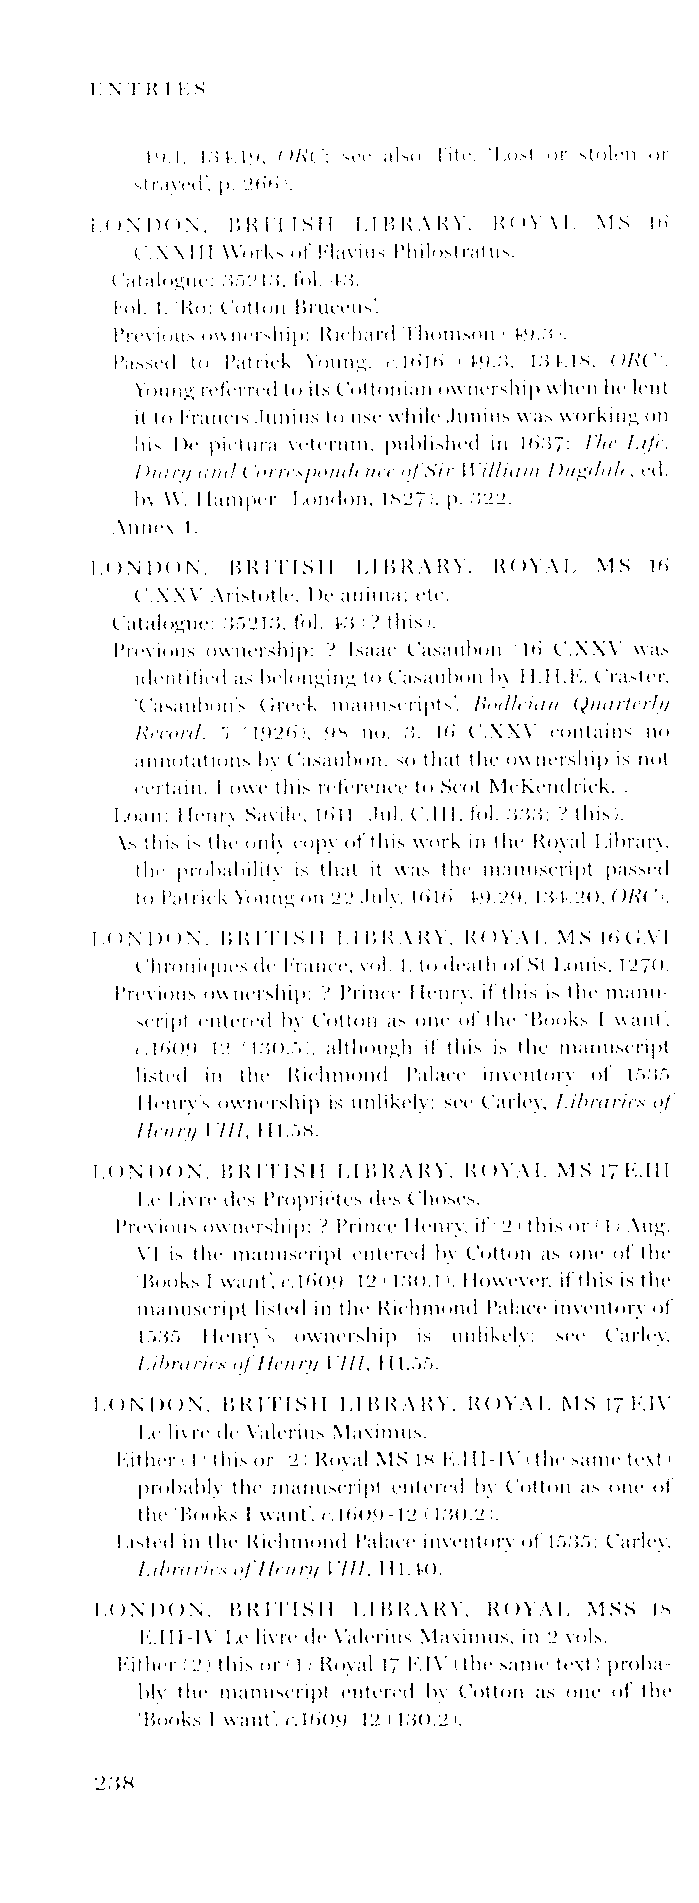 ENTRIES
49.1, 134.19, ORC; see also Tite, 'Lost or stolen or
strayed', p. 266).
LONDON, BRITISH LIBRARY, ROYAL MS 16
C.XXIII Works of Flavius Philostratus.
Catalogue: 35213, fol. 43.
Fol. 1, 'Ro: Cotton Bruceus'.
Previous ownership: Richard Thomson (49.3).
Passed to Patrick Young, c.1616 (49.3, 134.18, ORC).
Young referred to its Cottonian ownership when he lent
it to Francis Junius to use while Junius was working on
his De pictura veterum, published in 1637: The Life,
Diary and Correspondence of Sir William Dugdale, ed.
by W. Hamper (London, 1827), p. 322.
Annex 1.
LONDON, BRITISH LIBRARY, ROYAL MS 16
C.XXV Aristotle, De anima; etc.
Catalogue: 35213, fol. 43 (? this).
Previous ownership: ? Isaac Casaubon (16 C.XXV was
identified as belonging to Casaubon by H.H.E. Craster,
'Casaubon's Greek manuscripts', Bodleian Quarterly
Record, 5 (1926), 98 no. 3. 16 C.XXV contains no
annotations by Casaubon, so that the ownership is not
certain. I owe this reference to Scot McKendrick.).
Loan: Henry Savile, 1611 (Jul. C.III, fol. 333: ? this).
As this is the only copy of this work in the Royal Library,
the probability is that it was the manuscript passed
to Patrick Young on 22 July, 1616 (49.29, 134.20, ORC).
LONDON, BRITISH LIBRARY, ROYAL MS 16 G.VI
Chroniques de France, vol. 1, to death of St Louis, 1270.
Previous ownership: ? Prince Henry, if this is the manu-
script entered by Cotton as one of the 'Books I want',
c.1609–12 (130.5), although if this is the manuscript
listed in the Richmond Palace inventory of 1535
Henry's ownership is unlikely: see Carley, Libraries of
Henry VIII, H1.58.
LONDON, BRITISH LIBRARY, ROYAL MS 17 E.III
Le Livre des Propriétes des Choses.
Previous ownership: ? Prince Henry, if (2) this or (1) Aug.
VI is the manuscript entered by Cotton as one of the
'Books I want', c.1609–12 (130.1). However, if this is the
manuscript listed in the Richmond Palace inventory of
1535 Henry's ownership is unlikely: see Carley,
Libraries of Henry VIII, H1.55.
LONDON, BRITISH LIBRARY, ROYAL MS 17 F.IV
Le livre de Valerius Maximus.
Either (1) this or (2) Royal MS 18 E.III-IV (the same text)
probably the manuscript entered by Cotton as one of
the 'Books I want', c.1609–12 (130.2).
Listed in the Richmond Palace inventory of 1535: Carley,
Libraries of Henry VIII, H1.40.
LONDON, BRITISH LIBRARY, ROYAL MSS 18
E.III-IV Le livre de Valerius Maximus, in 2 vols.
Either (2) this or (1) Royal 17 F.IV (the same text) proba-
bly the manuscript entered by Cotton as one of the
'Books I want', c.1609–12 (130.2).
238